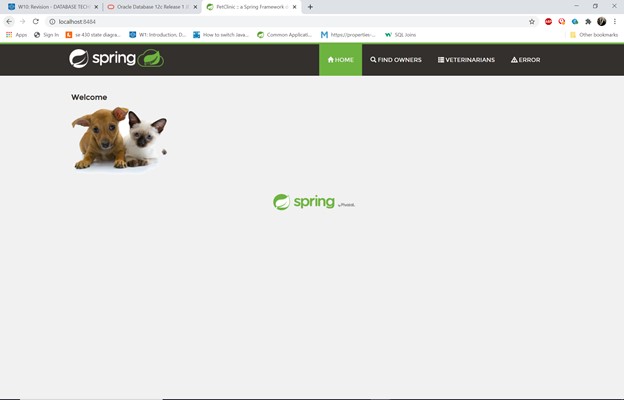 W10: Revision - DATABASE TECH
Oracle Database 12c Release 1 (
PetClinic :: a Spring Framework d
localhost:8484
Apps
Sign In
se 430 state diagra...
W1: Introduction, D...
How to switch java...
Common Applicat...
https://properties-...
SQL Joins
Other bookmarks
spring
HOME
FIND OWNERS
VETERINARIANS
ERROR
Welcome
spring by Pivotal.